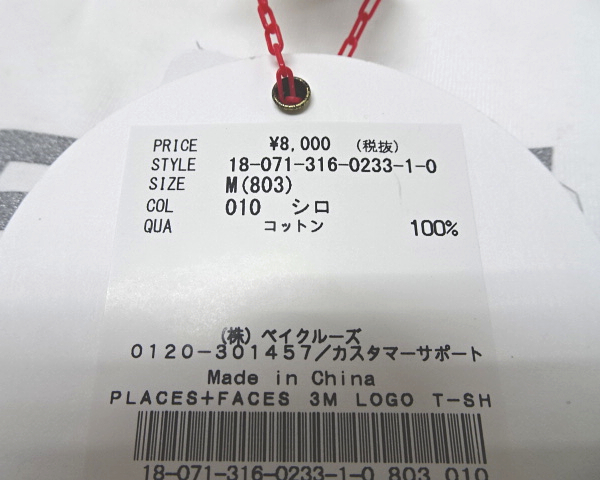 PRICE ¥8,000 (税抜)
STYLE 18-071-316-0233-1-0
SIZE M(803)
COL 010 シロ
QUA コットン 100%
(株) ベイクルーズ
0120-301457/カスタマーサポート
Made in China
PLACES+FACES 3M LOGO T-SH
18-071-316-0233-1-0 803 010